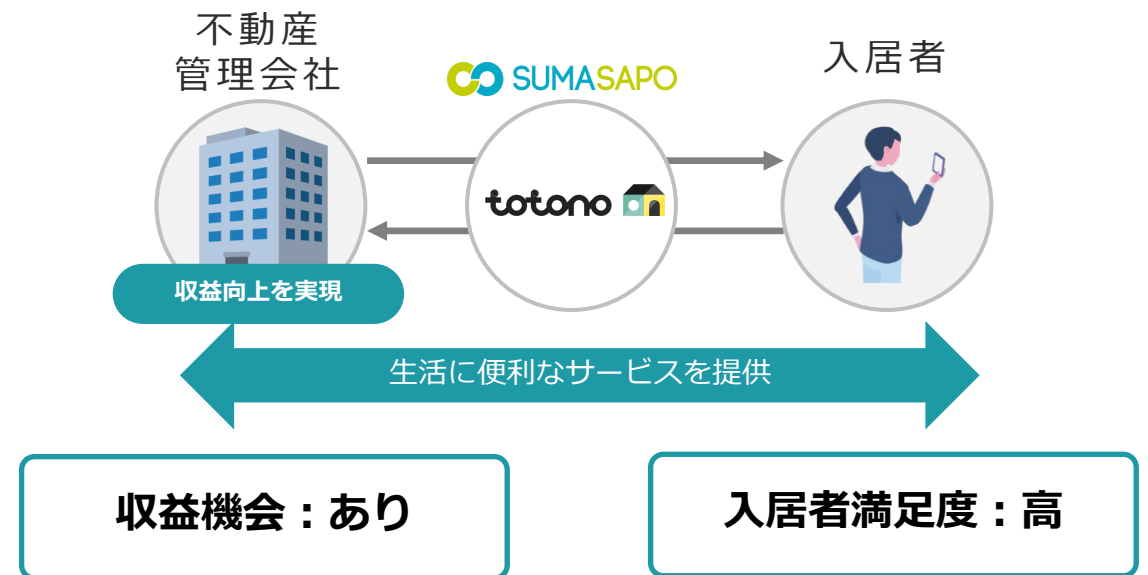 不動産
管理会社
SUMASAPO
入居者
totono
収益向上を実現
生活に便利なサービスを提供
収益機会：あり
入居者満足度：高